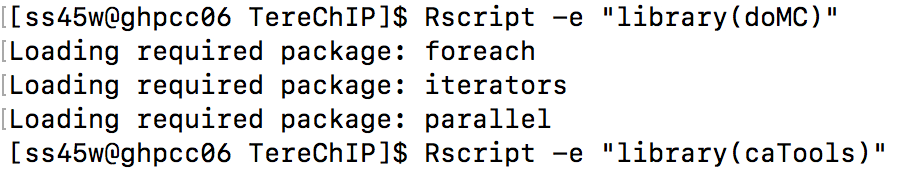 [ss45w@ghpcc06 TereChIP]$ Rscript -e "library(doMC)"
Loading required package: foreach
Loading required package: iterators
Loading required package: parallel
[ss45w@ghpcc06 TereChIP]$ Rscript -e "library(caTools)"